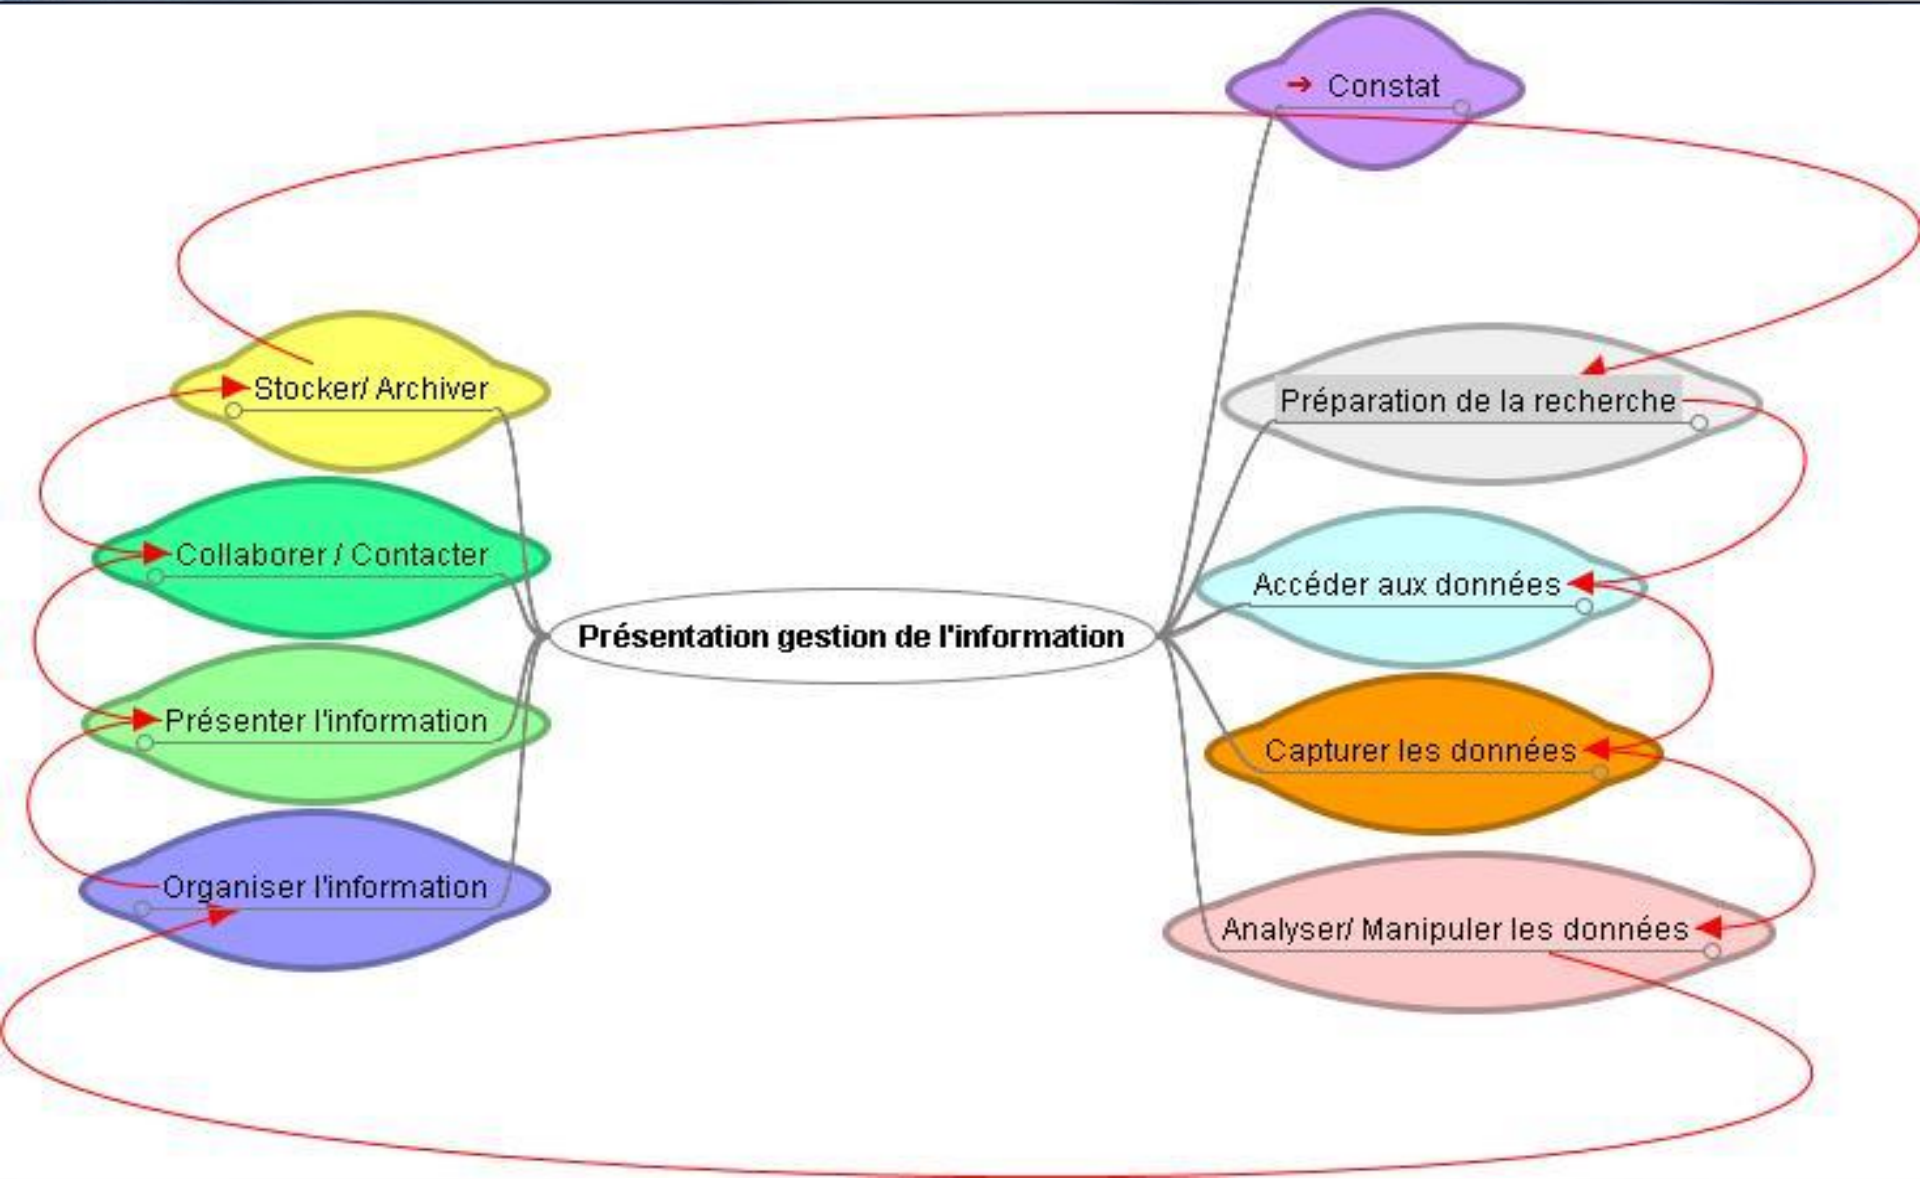 Constat
Stocker/ Archiver
Préparation de la recherche
Collaborer / Contacter
Accéder aux données
Présentation gestion de l'information
Présenter l'information
Capturer les données
Organiser l'information
Analyser/ Manipuler les données